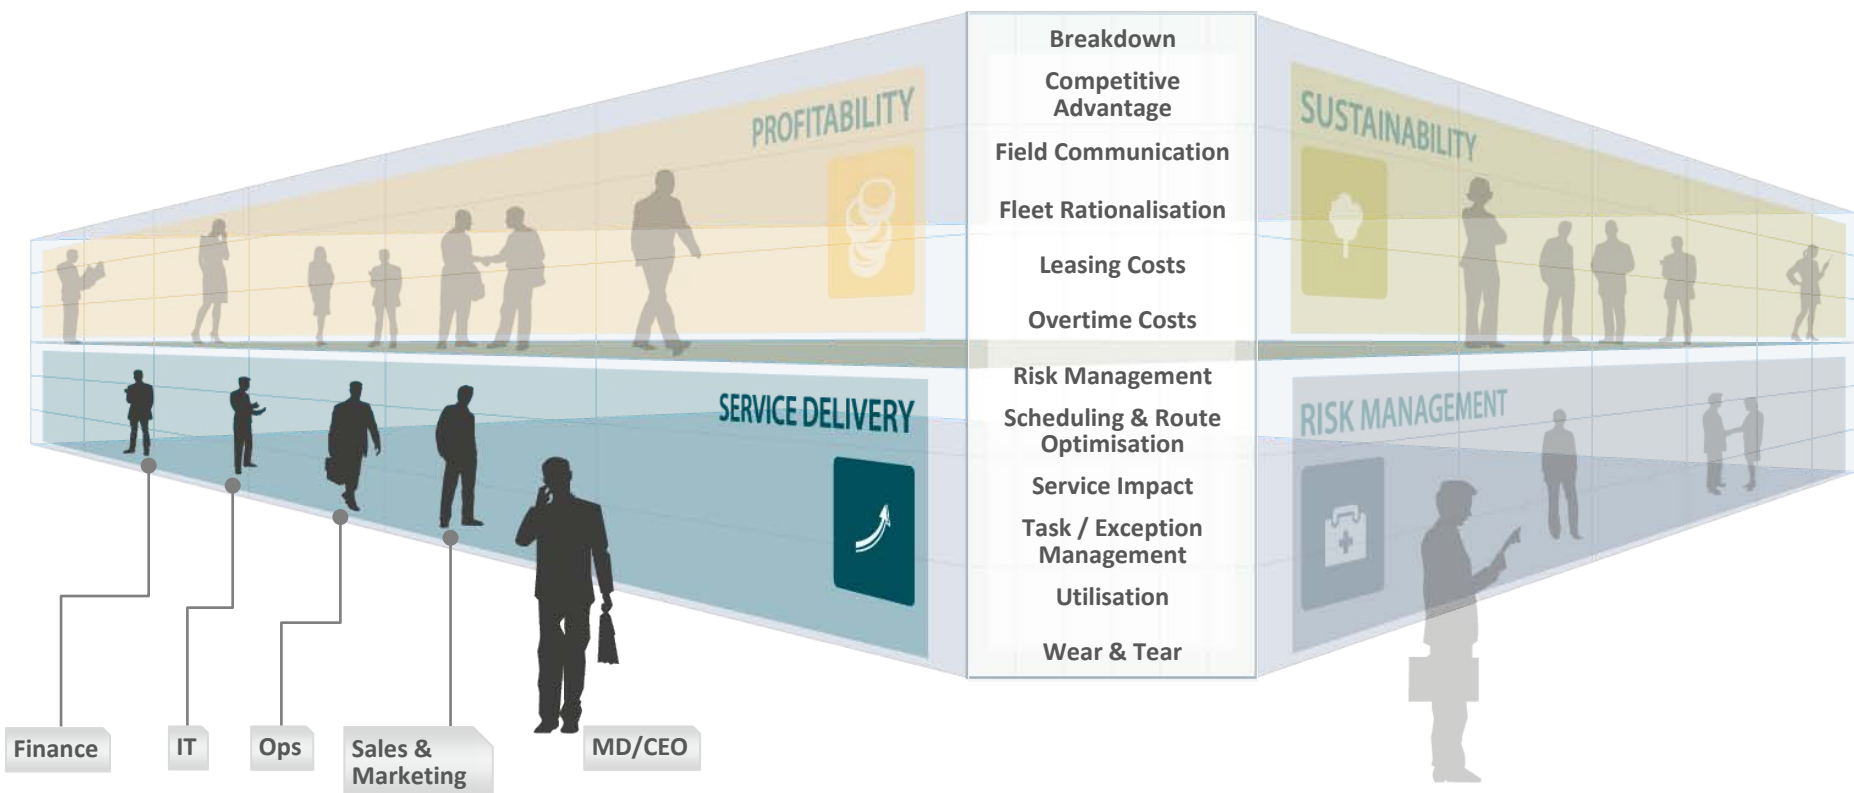 PROFITABILITY
SERVICE DELIVERY
Breakdown
Competitive
Advantage
Field Communication
Fleet Rationalisation
Leasing Costs
Overtime Costs
Risk Management
Scheduling & Route
Optimisation
Service Impact
Task / Exception
Management
Utilisation
Wear & Tear
SUSTAINABILITY
RISK MANAGEMENT
Finance
IT
Ops
Sales &
Marketing
MD/CEO